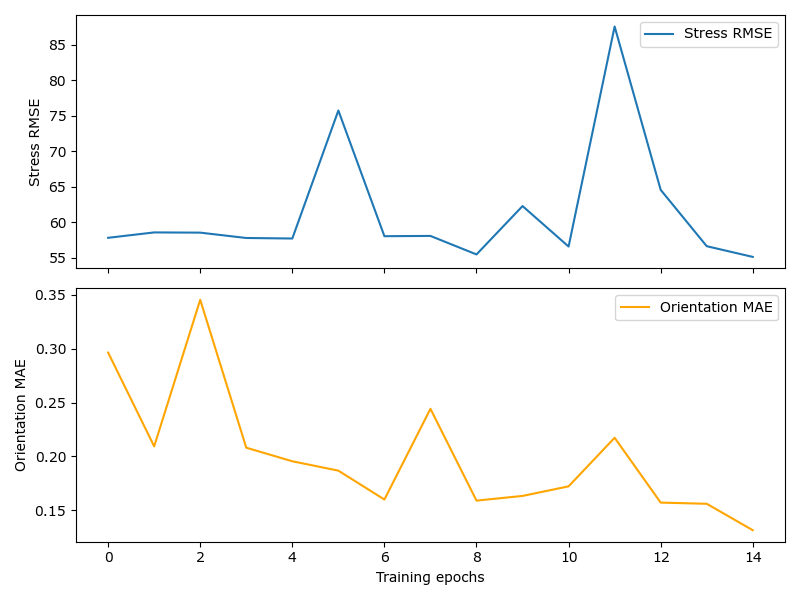 Stress RMSE
85
80
75
70
65
60
55
Stress RMSE
Orientation MAE
0.35
0.30
0.25
0.20
0.15
Orientation MAE
0 2 4 6 8 10 12 14
Training epochs